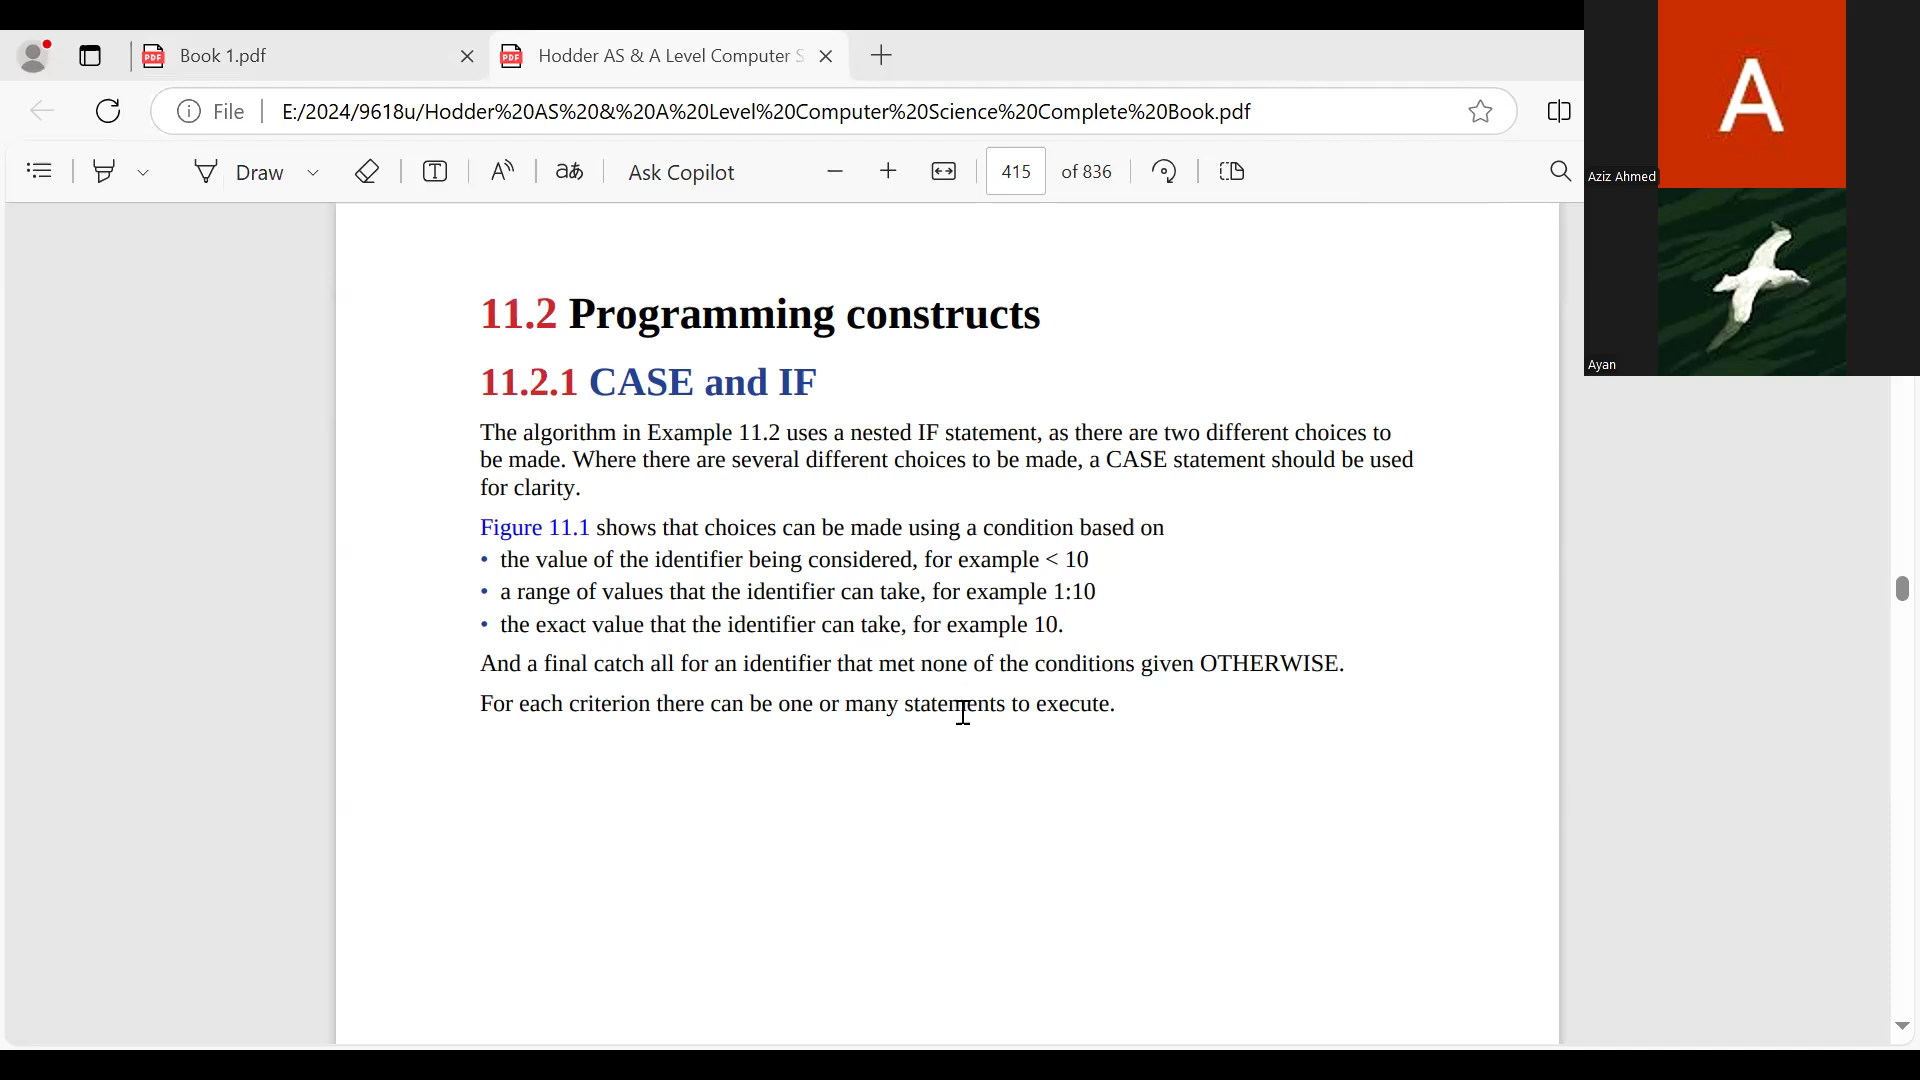 Book 1.pdf
Hodder AS & A Level Computer S
File
E:/2024/9618u/Hodder%20AS%20&%20A%20Level%20Computer%20Science%20Complete%20Book.pdf
Draw
Ask Copilot
415 of 836
A
Aziz Ahmed
Ayan
11.2 Programming constructs
11.2.1 CASE and IF
The algorithm in Example 11.2 uses a nested IF statement, as there are two different choices to
be made. Where there are several different choices to be made, a CASE statement should be used
for clarity.
Figure 11.1 shows that choices can be made using a condition based on
• the value of the identifier being considered, for example < 10
• a range of values that the identifier can take, for example 1:10
• the exact value that the identifier can take, for example 10.
And a final catch all for an identifier that met none of the conditions given OTHERWISE.
For each criterion there can be one or many statements to execute.